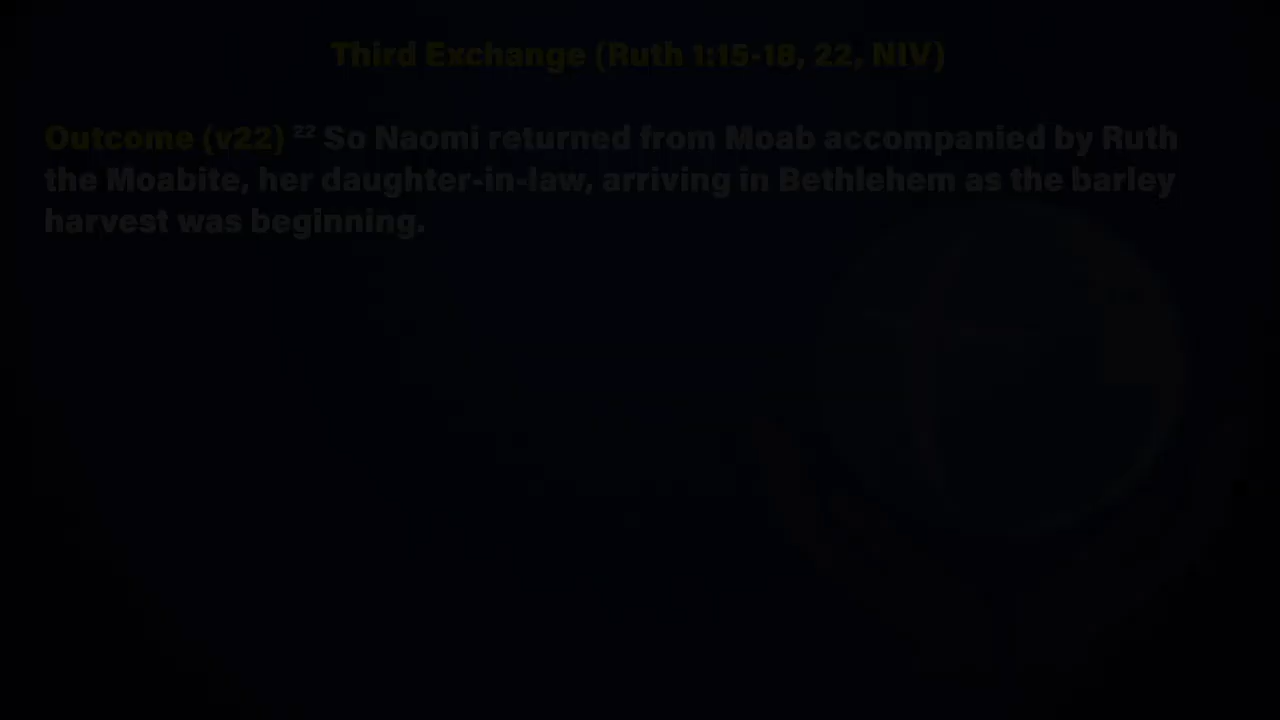 Third Exchange (Ruth 1:15-18, 22, NIV)
Outcome (v22) ²² So Naomi returned from Moab accompanied by Ruth
the Moabite, her daughter-in-law, arriving in Bethlehem as the barley
harvest was beginning.